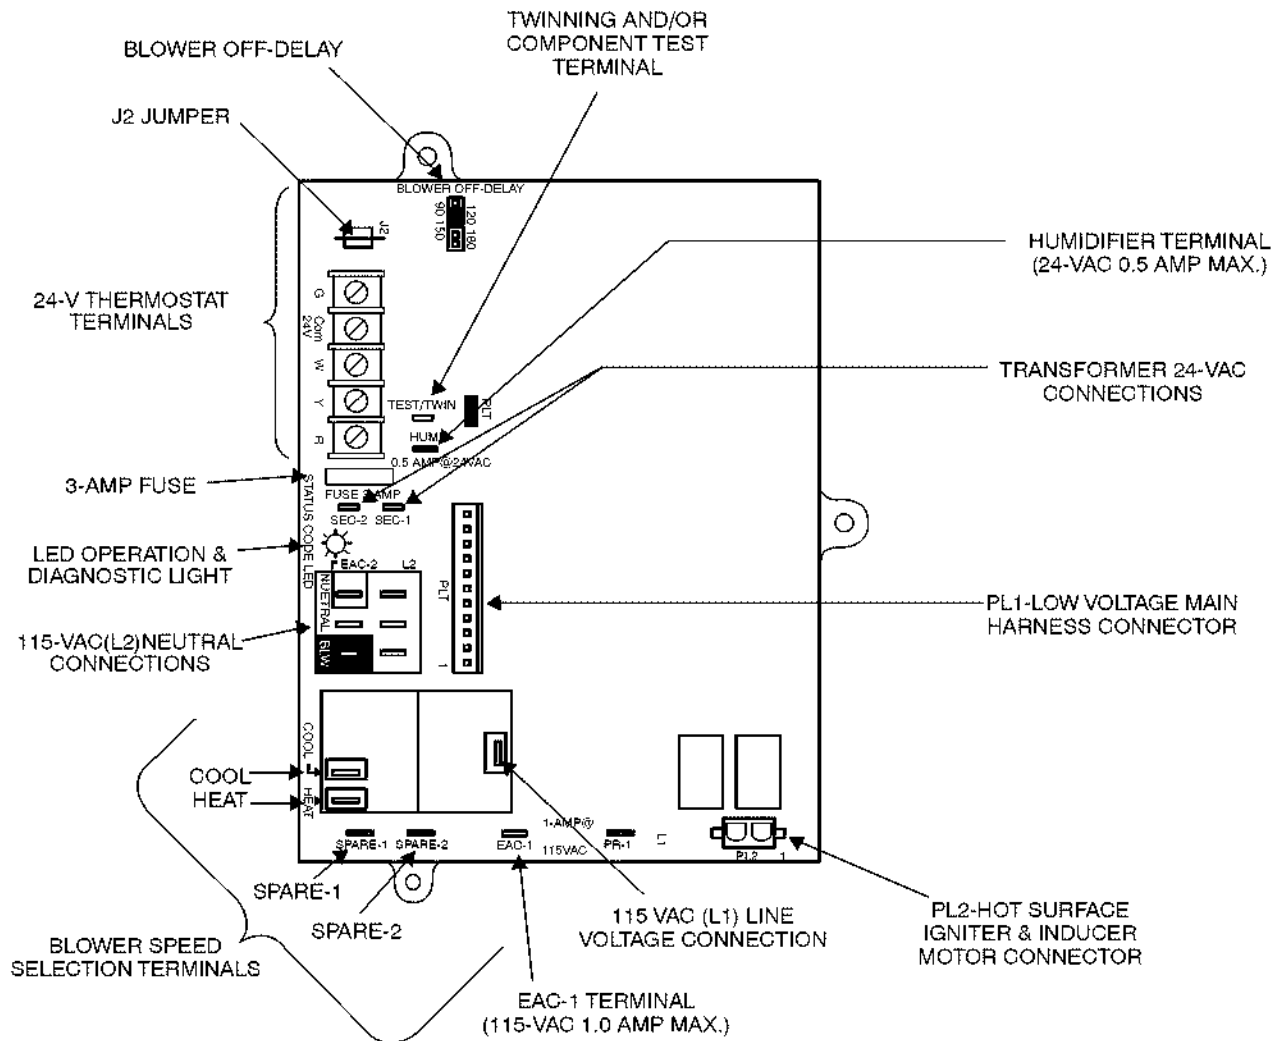 TWINNING AND/OR
COMPONENT TEST
TERMINAL
BLOWER OFF-DELAY
J2 JUMPER
BLOWER OFF-DELAY
90 150
120 180
J2
HUMIDIFIER TERMINAL
(24-VAC 0.5 AMP MAX.)
24-V THERMOSTAT
TERMINALS
G
Com
24V
W
Y
R
TRANSFORMER 24-VAC
CONNECTIONS
TEST/TWIN
PLT
HUM
0.5 AMP@24VAC
3-AMP FUSE
FUSE 3-AMP
STATUS CODE LED
SEC-2 SEC-1
LED OPERATION &
DIAGNOSTIC LIGHT
EAC-2 L2
NUETRAL
BLW
PLT
1
PL1-LOW VOLTAGE MAIN
HARNESS CONNECTOR
115-VAC(L2)NEUTRAL
CONNECTIONS
COOL
HEAT
COOL
HEAT
1-AMP@
115VAC
SPARE-1 SPARE-2 EAC-1 PR-1
L1
PL2 1
SPARE-1
SPARE-2
115 VAC (L1) LINE
VOLTAGE CONNECTION
PL2-HOT SURFACE
IGNITER & INDUCER
MOTOR CONNECTOR
BLOWER SPEED
SELECTION TERMINALS
EAC-1 TERMINAL
(115-VAC 1.0 AMP MAX.)